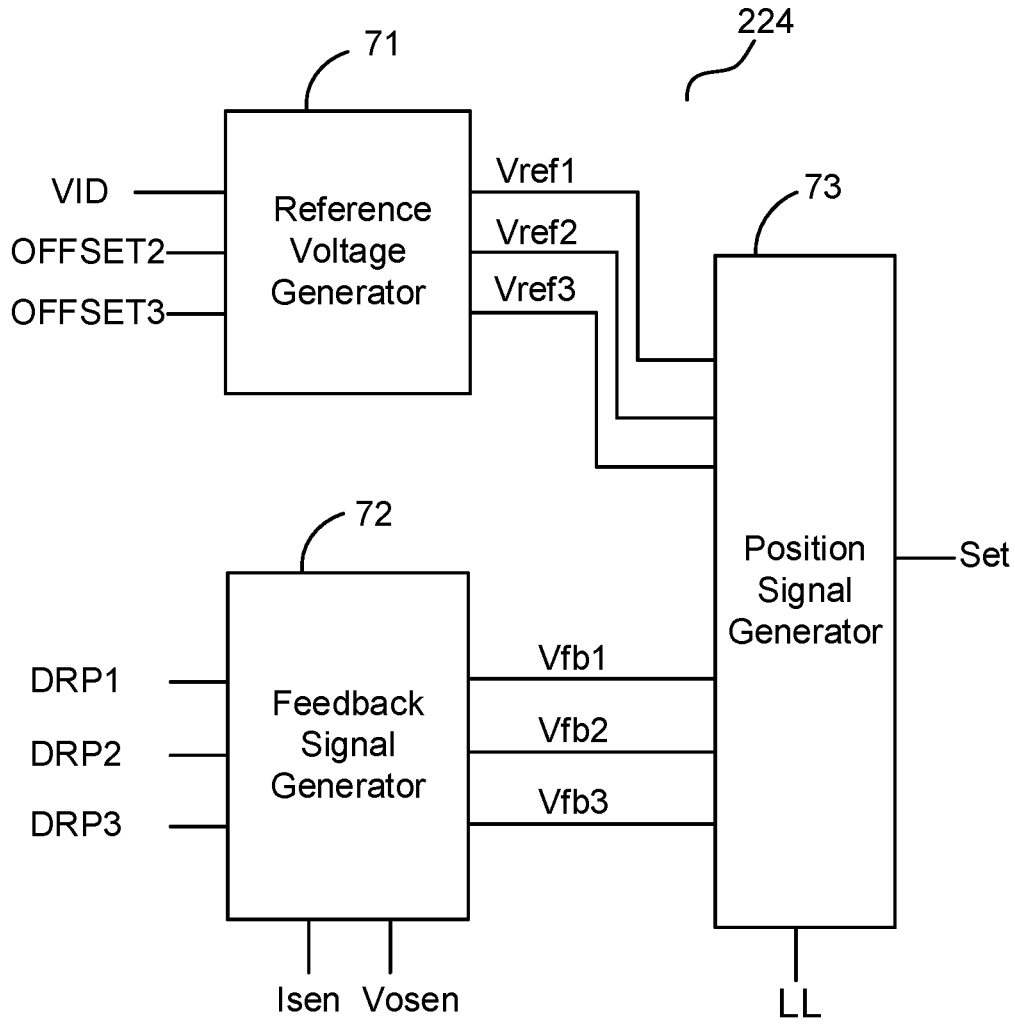 224
71
VID
OFFSET2
OFFSET3
Reference
Voltage
Generator
Vref1
Vref2
Vref3
73
Position
Signal
Generator
Set
LL
72
DRP1
DRP2
DRP3
Feedback
Signal
Generator
Vfb1
Vfb2
Vfb3
Isen Vosen